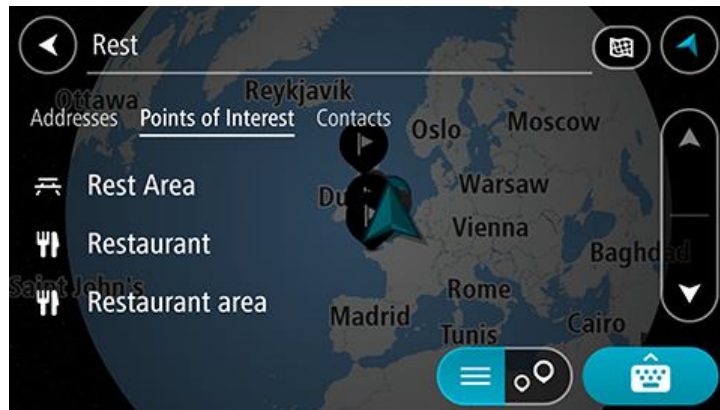 Rest
Ottawa
Reykjavik
Addresses Points of Interest Contacts
Oslo
Moscow
Rest Area
Du
Warsaw
Restaurant
Vienna
Baghdad
Saint John's
Restaurant area
Rome
Madrid
Cairo
Tunis